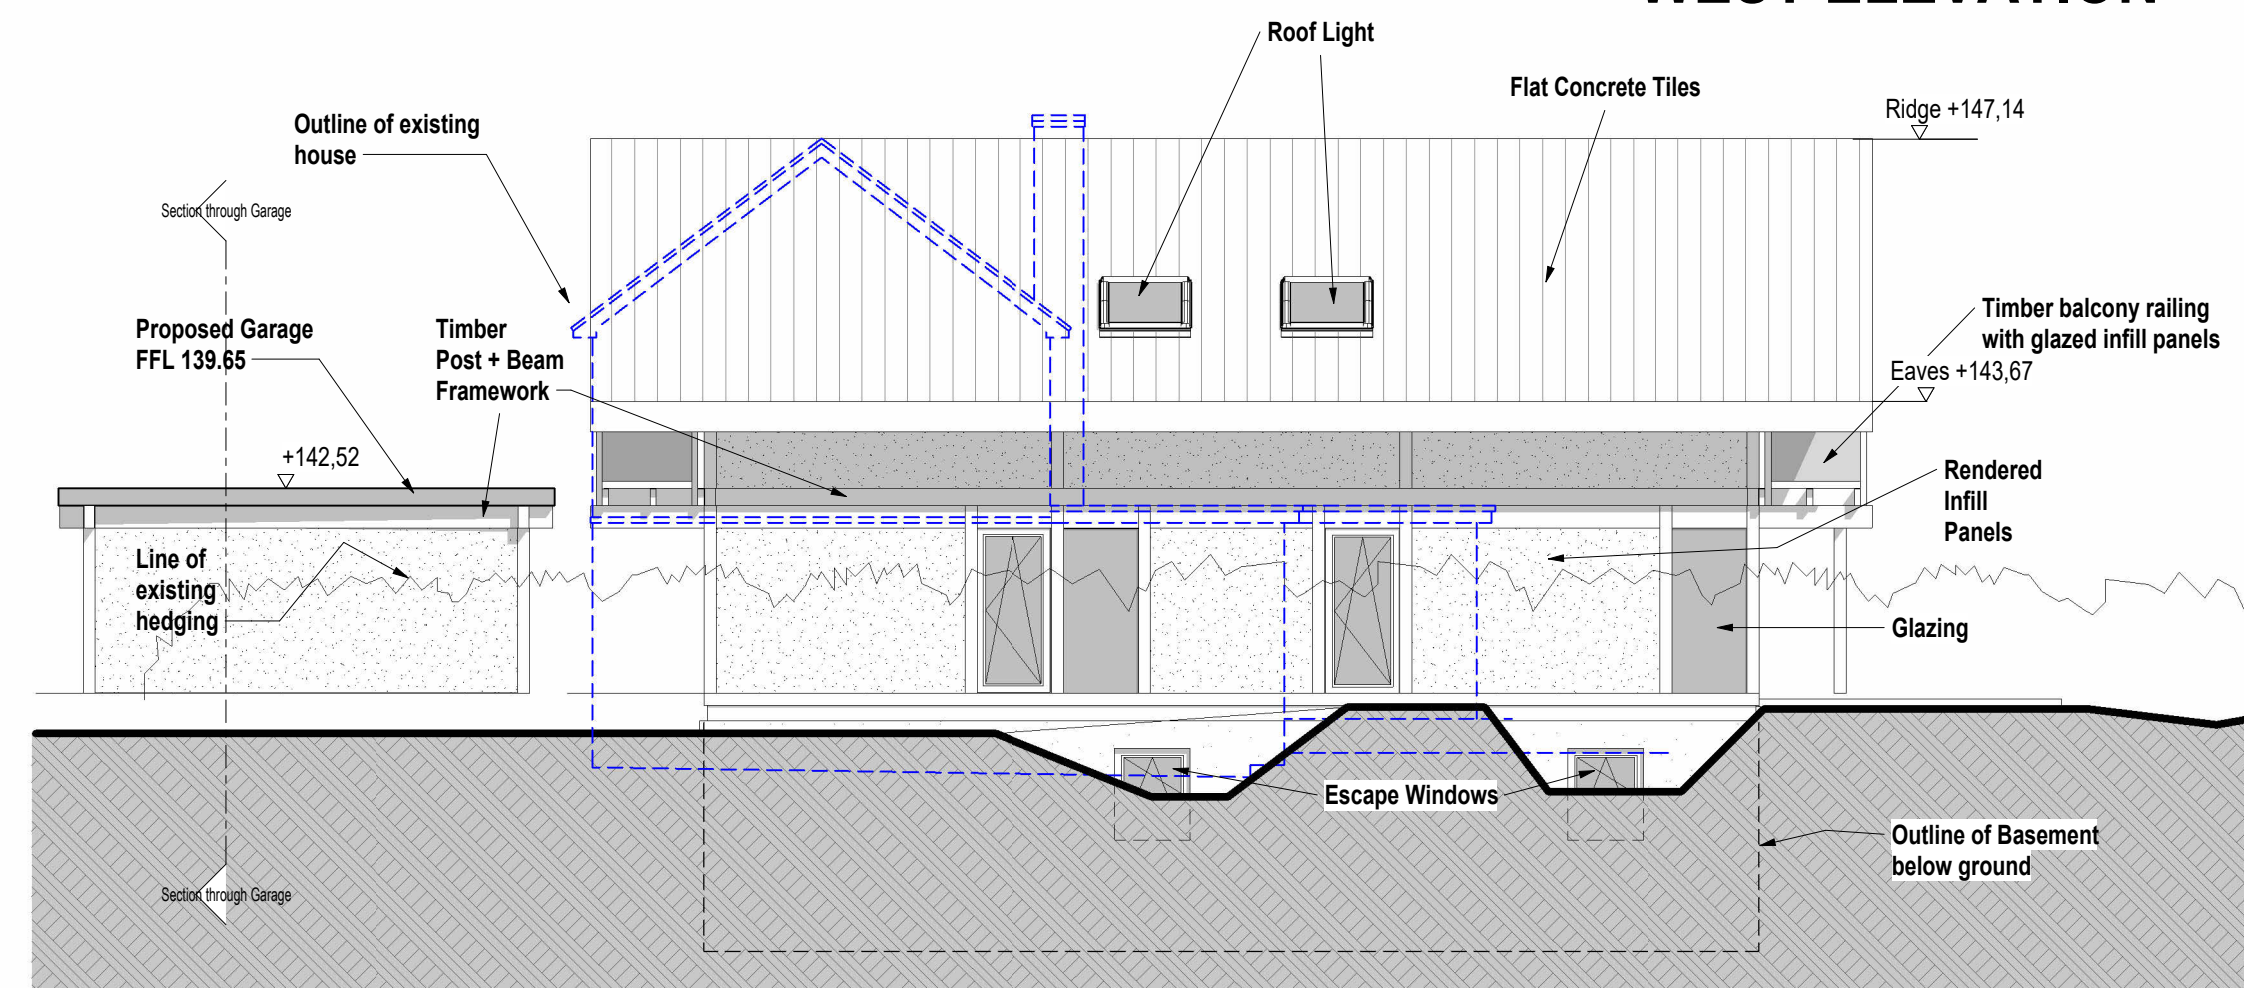 WEST ELEVATION
Roof Light
Flat Concrete Tiles
Ridge +147,14
Outline of existing
house
Section through Garage
Timber balcony railing
with glazed infill panels
Proposed Garage
FFL 139.65
Timber
Post + Beam
Framework
Eaves +143,67
+142,52
Rendered
Infill
Panels
Line of
existing
hedging
Glazing
Escape Windows
Outline of Basement
below ground
Section through Garage